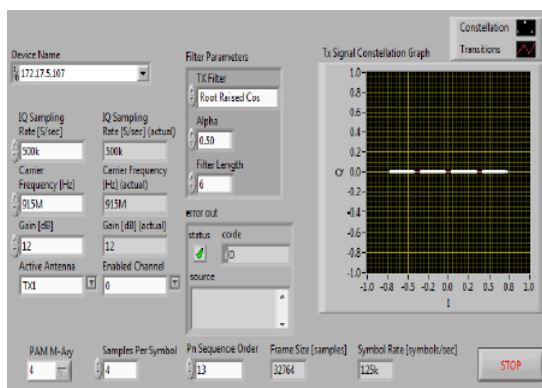 Constellation
Transitions
Device Name
172.17.5.107
Filter Parameters
TX Filter
Root Raised Cos
Alpha
0.50
Filter Length
6
Tx Signal Constellation Graph
IQ Sampling
Rate [S/sec]
500k
IQ Sampling
Rate [S/sec] (actual)
500k
Carrier
Frequency [Hz]
915M
Carrier Frequency
[Hz] (actual)
915M
Gain [dB]
12
Gain [dB] (actual)
12
Active Antenna
TX1
Enabled Channel
0
error out
status
code
0
source
1.0
0.8
0.6
0.4
0.2
0.0
-0.2
-0.4
-0.6
-0.8
-1.0
Q
-1.0 -0.8 -0.5 -0.2 0.0 0.2 0.5 0.8 1.0
I
PAM M-Ary
4
Samples Per Symbol
4
Pn Sequence Order
13
Frame Size [samples]
32764
Symbol Rate [symbols/sec]
125k
STOP